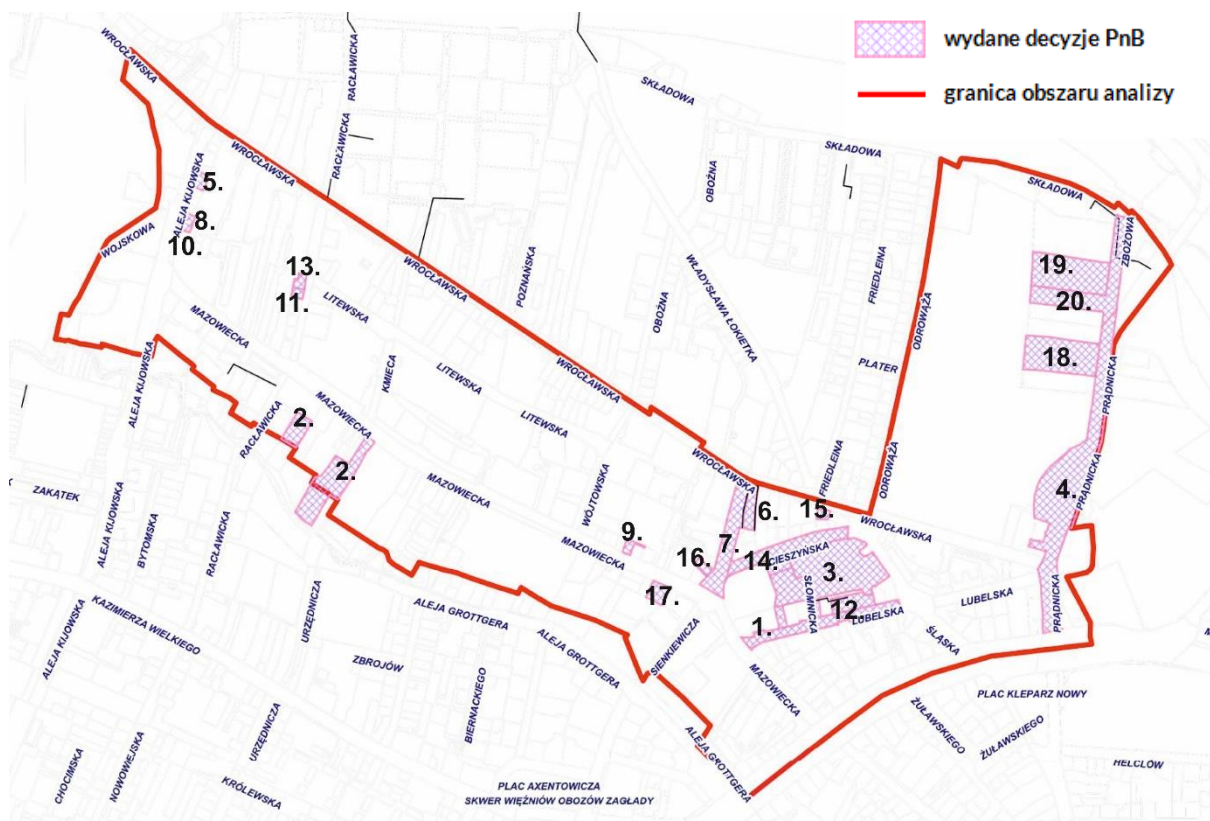 wydane decyzje PnB
granica obszaru analizy
WROCŁAWSKA
RACŁAWICKA
SKŁADOWA
SKŁADOWA
RACŁAWICKA
WROCŁAWSKA
ALEJA KIJOWSKA
5.
OBOŹNA
SKŁADOWA
8.
10.
WOJSKOWA
ZBOŻOWA
13.
11.
LITEWSKA
WROCŁAWSKA
POZNAŃSKA
OBOŹNA
WŁADYSŁAWA ŁOKIETKA
FRIEDLEINA
ODROWĄŻA
19.
20.
MAZOWIECKA
18.
ALEJA KIJOWSKA
KMIECA
LITEWSKA
WROCŁAWSKA
PLATER
PRĄDNICKA
RACŁAWICKA
2.
MAZOWIECKA
LITEWSKA
2.
WROCŁAWSKA
FRIEDLEINA
ODROWĄŻA
ZAKĄTEK
ALEJA KIJOWSKA
BYTOMSKA
RACŁAWICKA
MAZOWIECKA
WÓJTOWSKA
4.
PRĄDNICKA
6.
15.
WROCŁAWSKA
9.
MAZOWIECKA
7.
16.
14.
CIESZYŃSKA
3.
17.
SŁOMNICKA
12.
LUBELSKA
LUBELSKA
PRĄDNICKA
1.
ŚLĄSKA
KAZIMIERZA WIELKIEGO
ALEJA KIJOWSKA
URZĘDNICZA
ALEJA GROTTGERA
ALEJA GROTTGERA
SIENKIEWICZA
ZBROJÓW
BIERNACKIEGO
MAZOWIECKA
PLAC KLEPARZ NOWY
ŻUŁAWSKIEGO
ŻUŁAWSKIEGO
URZĘDNICZA
ALEJA GROTTGERA
CHOCIMSKA
NOWOWIEJSKA
KRÓLEWSKA
PLAC AXENTOWICZA
SKWER WIĘŹNIÓW OBOZÓW ZAGŁADY
HELCLÓW